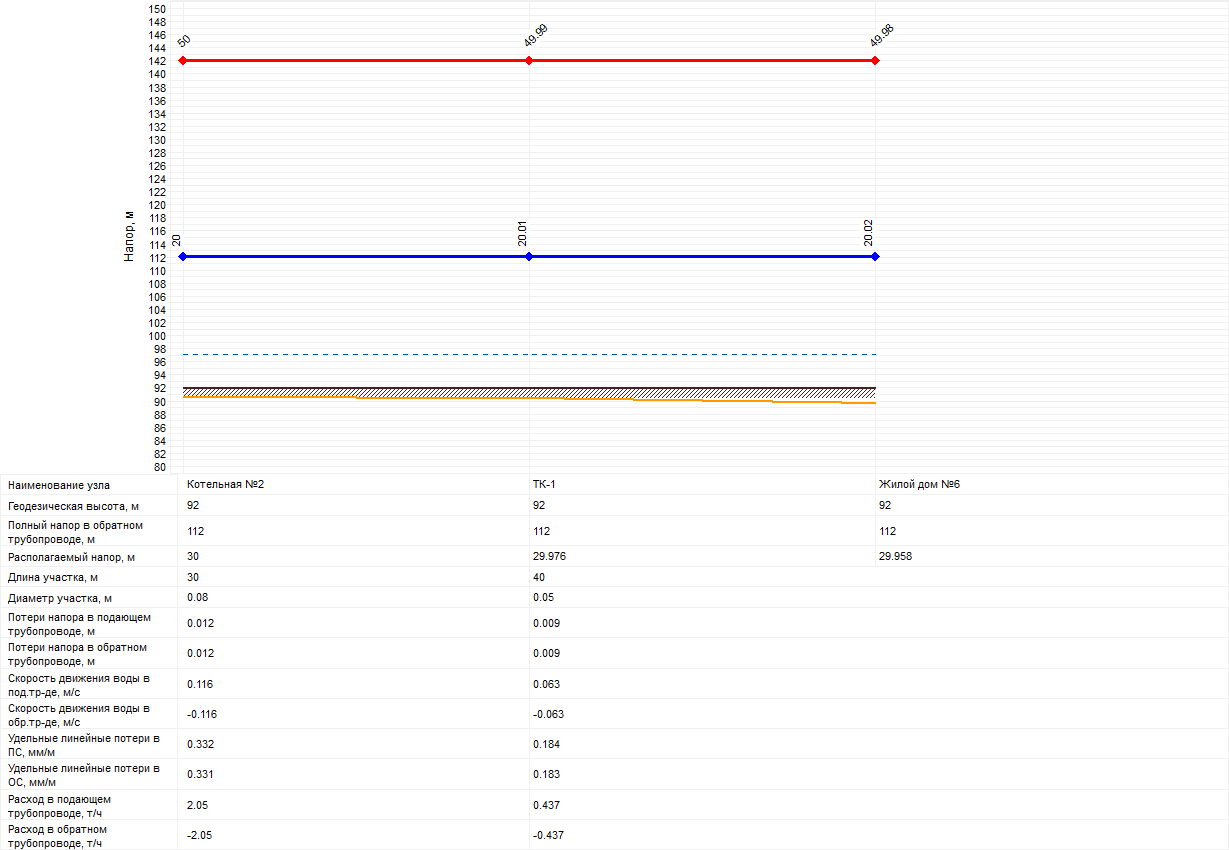 150
148
146
144
142
140
138
136
134
132
130
128
126
124
122
120
118
116
114
112
110
108
106
104
102
100
98
96
94
92
90
88
86
84
82
80
Напор, м
50
49.99
49.98
20
20.01
20.02
Наименование узла Котельная №2 ТК-1 Жилой дом №6
Геодезическая высота, м 92 92 92
Полный напор в обратном
трубопроводе, м 112 112 112
Располагаемый напор, м 30 29.976 29.958
Длина участка, м 30 40
Диаметр участка, м 0.08 0.05
Потери напора в подающем
трубопроводе, м 0.012 0.009
Потери напора в обратном
трубопроводе, м 0.012 0.009
Скорость движения воды в
под.тр-де, м/с 0.116 0.063
Скорость движения воды в
обр.тр-де, м/с -0.116 -0.063
Удельные линейные потери в
ПС, мм/м 0.332 0.184
Удельные линейные потери в
ОС, мм/м 0.331 0.183
Расход в подающем
трубопроводе, т/ч 2.05 0.437
Расход в обратном
трубопроводе, т/ч -2.05 -0.437